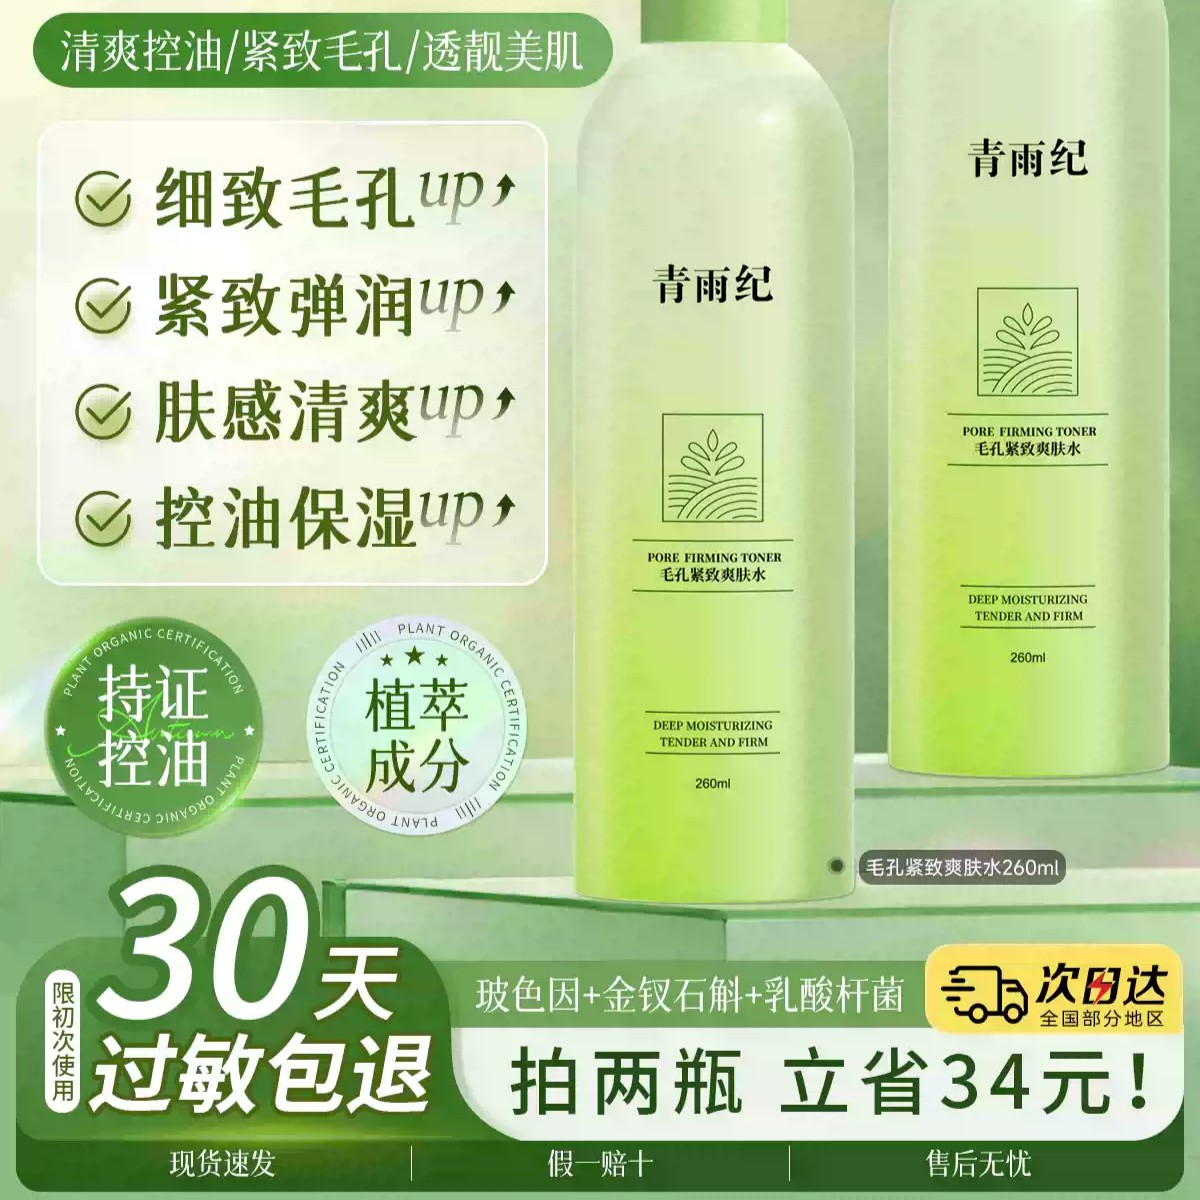 清爽控油/紧致毛孔/透靓美肌
细致毛孔up
紧致弹润up
肤感清爽up
控油保湿up
PLANT ORGANIC CERTIFICATION
持证
控油
Autumn
PLANT ORGANIC CERTIFICATION
PLANT ORGANIC CERTIFICATION
植萃
成分
PLANT ORGANIC CERTIFICATION
青雨纪
PORE FIRMING TONER
毛孔紧致爽肤水
DEEP MOISTURIZING
TENDER AND FIRM
260ml
青雨纪
PORE FIRMING TONER
毛孔紧致爽肤水
DEEP MOISTURIZING
TENDER AND FIRM
260ml
毛孔紧致爽肤水260ml
限初次使用
30天
过敏包退
玻色因+金钗石斛+乳酸杆菌
次日达
全国部分地区
拍两瓶 立省34元！
现货速发
假一赔十
售后无忧